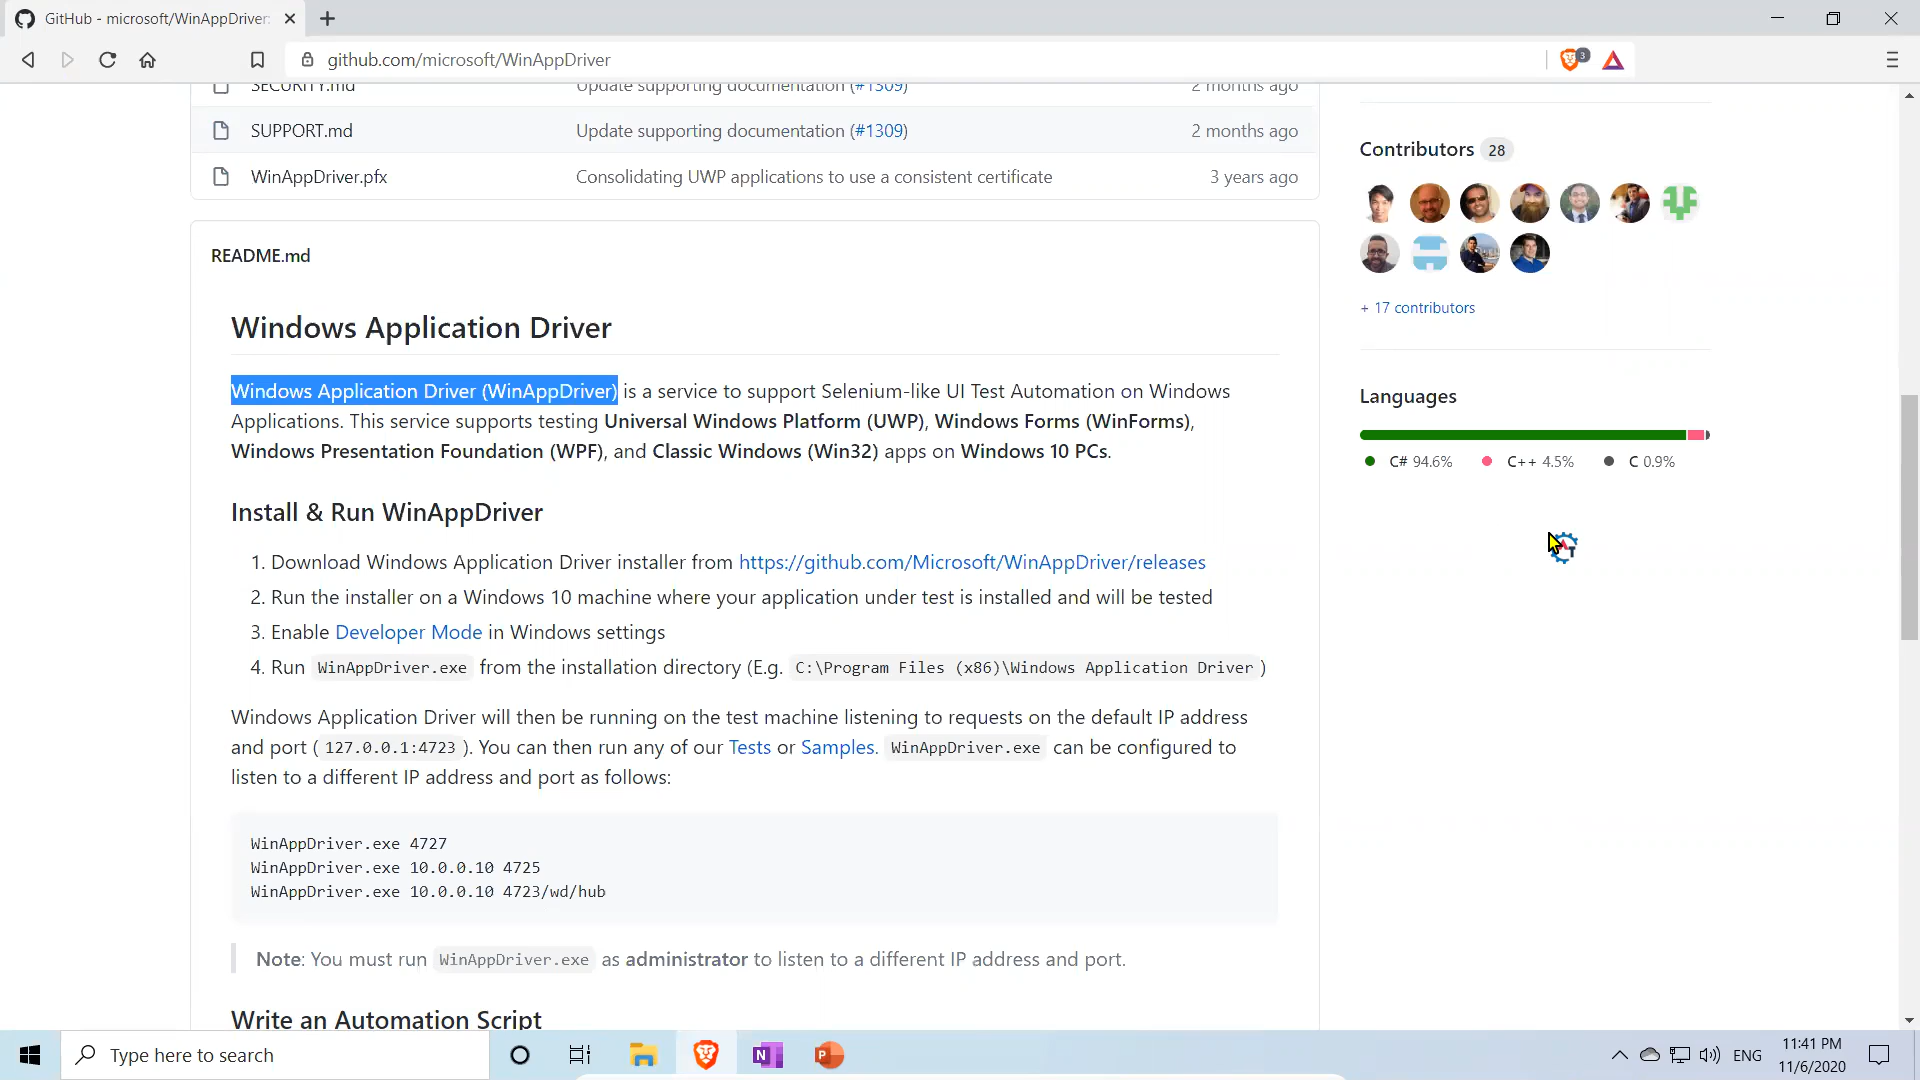 GitHub - microsoft/WinAppDriver:
github.com/microsoft/WinAppDriver
3
SECURITY.md Update supporting documentation (#1309) 2 months ago
SUPPORT.md Update supporting documentation (#1309) 2 months ago
WinAppDriver.pfx Consolidating UWP applications to use a consistent certificate 3 years ago
README.md
Windows Application Driver
Windows Application Driver (WinAppDriver) is a service to support Selenium-like UI Test Automation on Windows
Applications. This service supports testing Universal Windows Platform (UWP), Windows Forms (WinForms),
Windows Presentation Foundation (WPF), and Classic Windows (Win32) apps on Windows 10 PCs.
Install & Run WinAppDriver
1. Download Windows Application Driver installer from https://github.com/Microsoft/WinAppDriver/releases
2. Run the installer on a Windows 10 machine where your application under test is installed and will be tested
3. Enable Developer Mode in Windows settings
4. Run WinAppDriver.exe from the installation directory (E.g. C:\Program Files (x86)\Windows Application Driver )
Windows Application Driver will then be running on the test machine listening to requests on the default IP address
and port ( 127.0.0.1:4723 ). You can then run any of our Tests or Samples. WinAppDriver.exe can be configured to
listen to a different IP address and port as follows:
WinAppDriver.exe 4727
WinAppDriver.exe 10.0.0.10 4725
WinAppDriver.exe 10.0.0.10 4723/wd/hub
Note: You must run WinAppDriver.exe as administrator to listen to a different IP address and port.
Write an Automation Script
Contributors 28
+ 17 contributors
Languages
C# 94.6% C++ 4.5% C 0.9%
AT
Type here to search
N
P
ENG
11:41 PM
11/6/2020